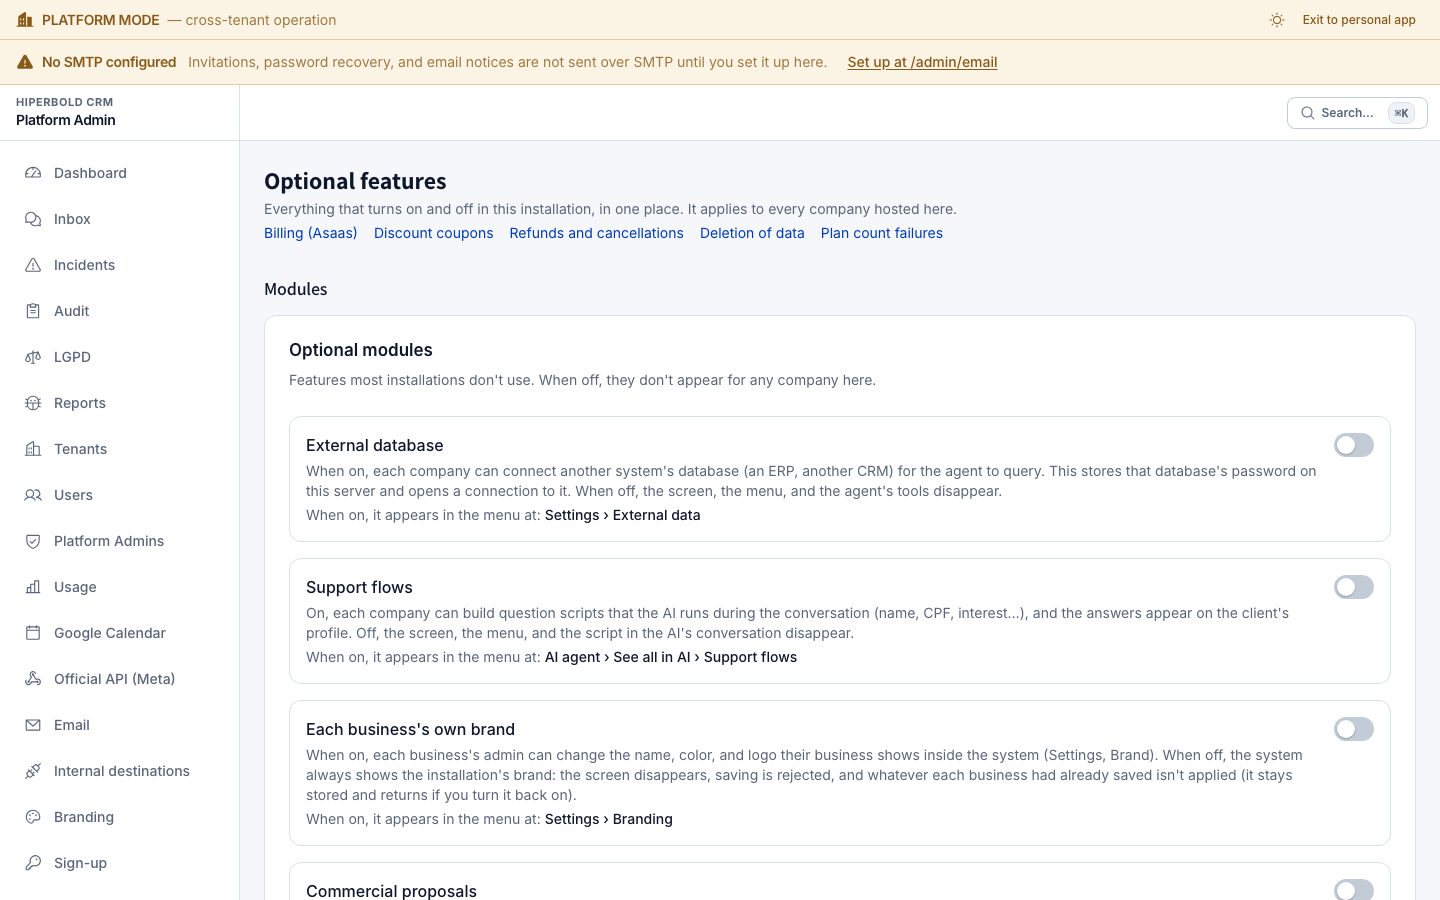 PLATFORM MODE — cross-tenant operation
Exit to personal app
No SMTP configured Invitations, password recovery, and email notices are not sent over SMTP until you set it up here. Set up at /admin/email
HIPERBOLD CRM
Platform Admin
Search... ⌘K
Dashboard
Inbox
Incidents
Audit
LGPD
Reports
Tenants
Users
Platform Admins
Usage
Google Calendar
Official API (Meta)
Email
Internal destinations
Branding
Sign-up
Optional features
Everything that turns on and off in this installation, in one place. It applies to every company hosted here.
Billing (Asaas) Discount coupons Refunds and cancellations Deletion of data Plan count failures
Modules
Optional modules
Features most installations don't use. When off, they don't appear for any company here.
External database
When on, each company can connect another system's database (an ERP, another CRM) for the agent to query. This stores that database's password on
this server and opens a connection to it. When off, the screen, the menu, and the agent's tools disappear.
When on, it appears in the menu at: Settings › External data
Support flows
On, each company can build question scripts that the AI runs during the conversation (name, CPF, interest...), and the answers appear on the client's
profile. Off, the screen, the menu, and the script in the AI's conversation disappear.
When on, it appears in the menu at: AI agent › See all in AI › Support flows
Each business's own brand
When on, each business's admin can change the name, color, and logo their business shows inside the system (Settings, Brand). When off, the system
always shows the installation's brand: the screen disappears, saving is rejected, and whatever each business had already saved isn't applied (it stays
stored and returns if you turn it back on).
When on, it appears in the menu at: Settings › Branding
Commercial proposals